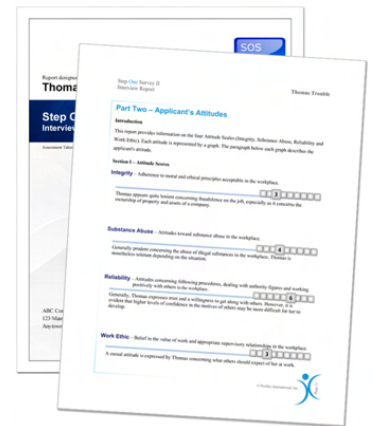 SOS
Report designed
Thomas
Step O
Interview
ABC Co
123 Main
Anytown
Step One Survey II
Interview Report
Thomas Trouble
Part Two – Applicant's Attitudes
Introduction
This report provides information on the four Attitude Scales (Integrity, Substance Abuse, Reliability and
Work Ethic). Each attitude is represented by a graph. The paragraph below each graph describes the
applicant's attitude.
Section I – Attitude Scores
Integrity - Adherence to moral and ethical principles acceptable in the workplace.
3
Thomas appears quite lenient concerning fraudulence on the job, especially as it concerns the
ownership of property and assets of a company.
Substance Abuse - Attitudes toward substance abuse in the workplace.
4
Generally prudent concerning the abuse of illegal substances in the workplace, Thomas is
nonetheless tolerant depending on the situation.
Reliability - Attitudes concerning following procedures, dealing with authority figures and working
positively with others in the workplace.
6
Generally, Thomas expresses trust and a willingness to get along with others. However, it is
evident that higher levels of confidence in the motives of others may be more difficult for her to
develop.
Work Ethic - Belief in the value of work and appropriate supervisory relationships in the workplace.
3
A neutral attitude is expressed by Thomas concerning what others should expect of her at work.